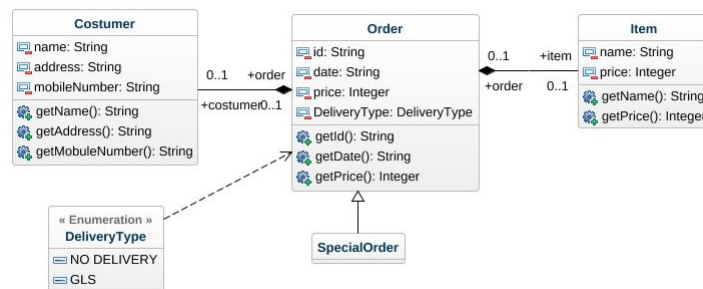 Costumer
name: String
address: String
mobileNumber: String
getName(): String
getAddress(): String
getMobuleNumber(): String
0..1 +order
+costumer0..1
Order
id: String
date: String
price: Integer
DeliveryType: DeliveryType
getId(): String
getDate(): String
getPrice(): Integer
0..1 +item
+order 0..1
Item
name: String
price: Integer
getName(): String
getPrice(): Integer
« Enumeration »
DeliveryType
NO DELIVERY
GLS
SpecialOrder